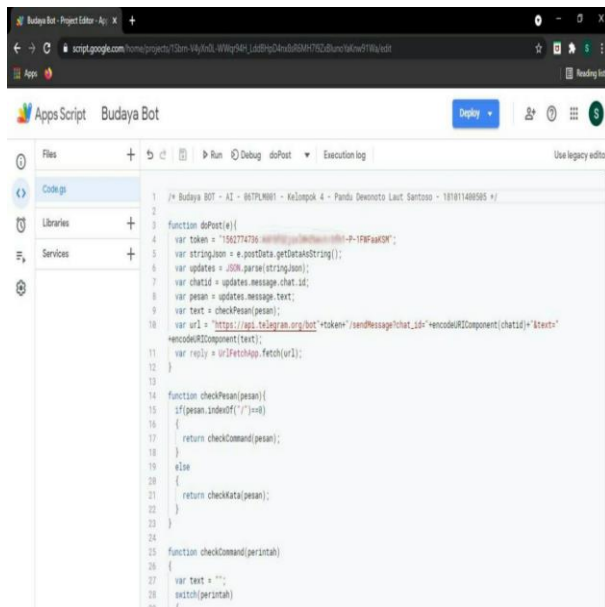 Budaya Bot - Project Editor - App
script.google.com/home/projects/
Apps
Reading list
Apps Script Budaya Bot
Deploy
S
Files
Run Debug doPost Execution log
Use legacy editor
Code.gs
Libraries
Services
1 /* Budaya BOT - AI - 06TPLM001 - Kelompok 4 - Pandu Dewonoto Laut Santoso - 181011400505 */
2
3 function doPost(e){
4 var token = "1562774736. -P-1FWFaaKSM";
5 var stringJson = e.postData.getDataAsString();
6 var updates = JSON.parse(stringJson);
7 var chatid = updates.message.chat.id;
8 var pesan = updates.message.text;
9 var text = checkPesan(pesan);
10 var url = "https://api.telegram.org/bot"+token+"/sendMessage?chat_id="+encodeURIComponent(chatid)+"&text="
+encodeURIComponent(text);
11 var reply = UrlFetchApp.fetch(url);
12 }
13
14 function checkPesan(pesan){
15 if(pesan.indexOf("/")==0)
16 {
17 return checkCommand(pesan);
18 }
19 else
20 {
21 return checkKata(pesan);
22 }
23 }
24
25 function checkCommand(perintah)
26 {
27 var text = "";
28 switch(perintah)